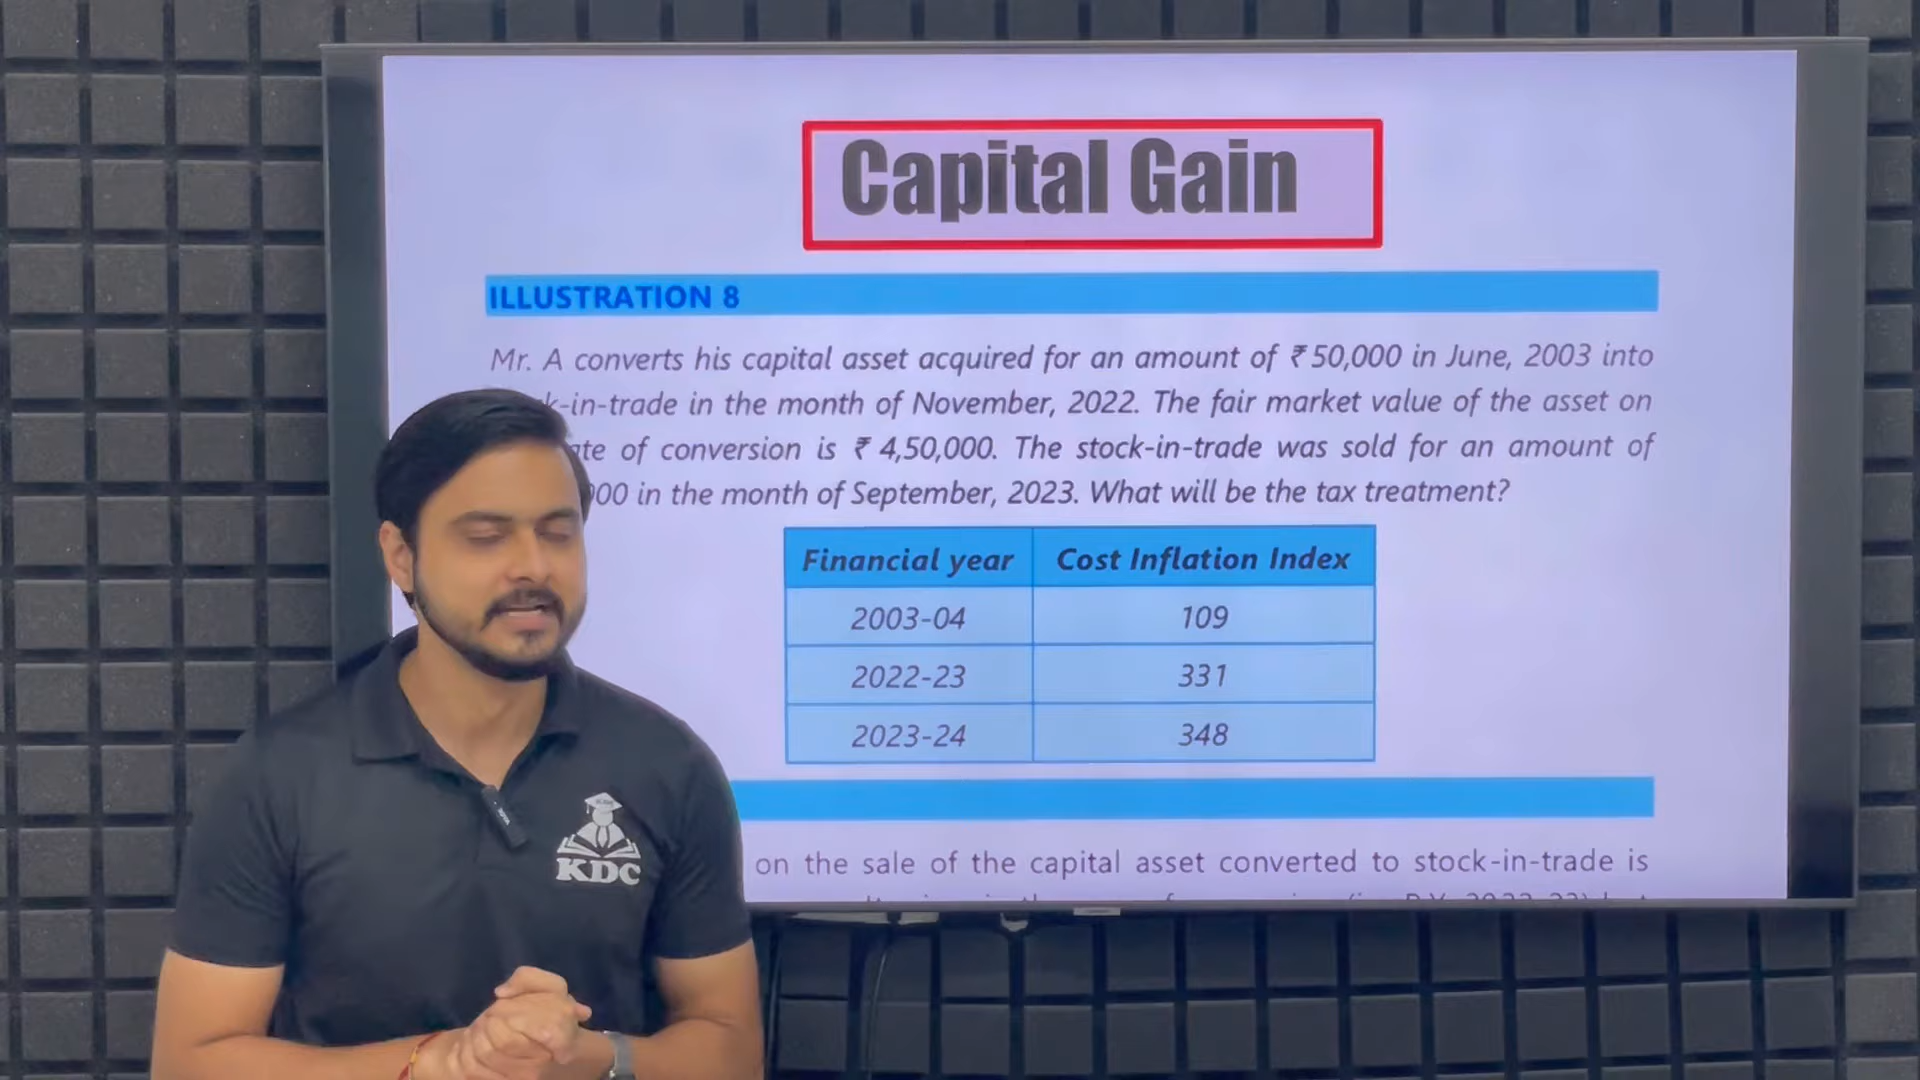 Capital Gain
ILLUSTRATION 8
Mr. A converts his capital asset acquired for an amount of ₹ 50,000 in June, 2003 into
-in-trade in the month of November, 2022. The fair market value of the asset on
of conversion is ₹ 4,50,000. The stock-in-trade was sold for an amount of
in the month of September, 2023. What will be the tax treatment?
Financial year Cost Inflation Index
2003-04 109
2022-23 331
2023-24 348
on the sale of the capital asset converted to stock-in-trade is
KDC